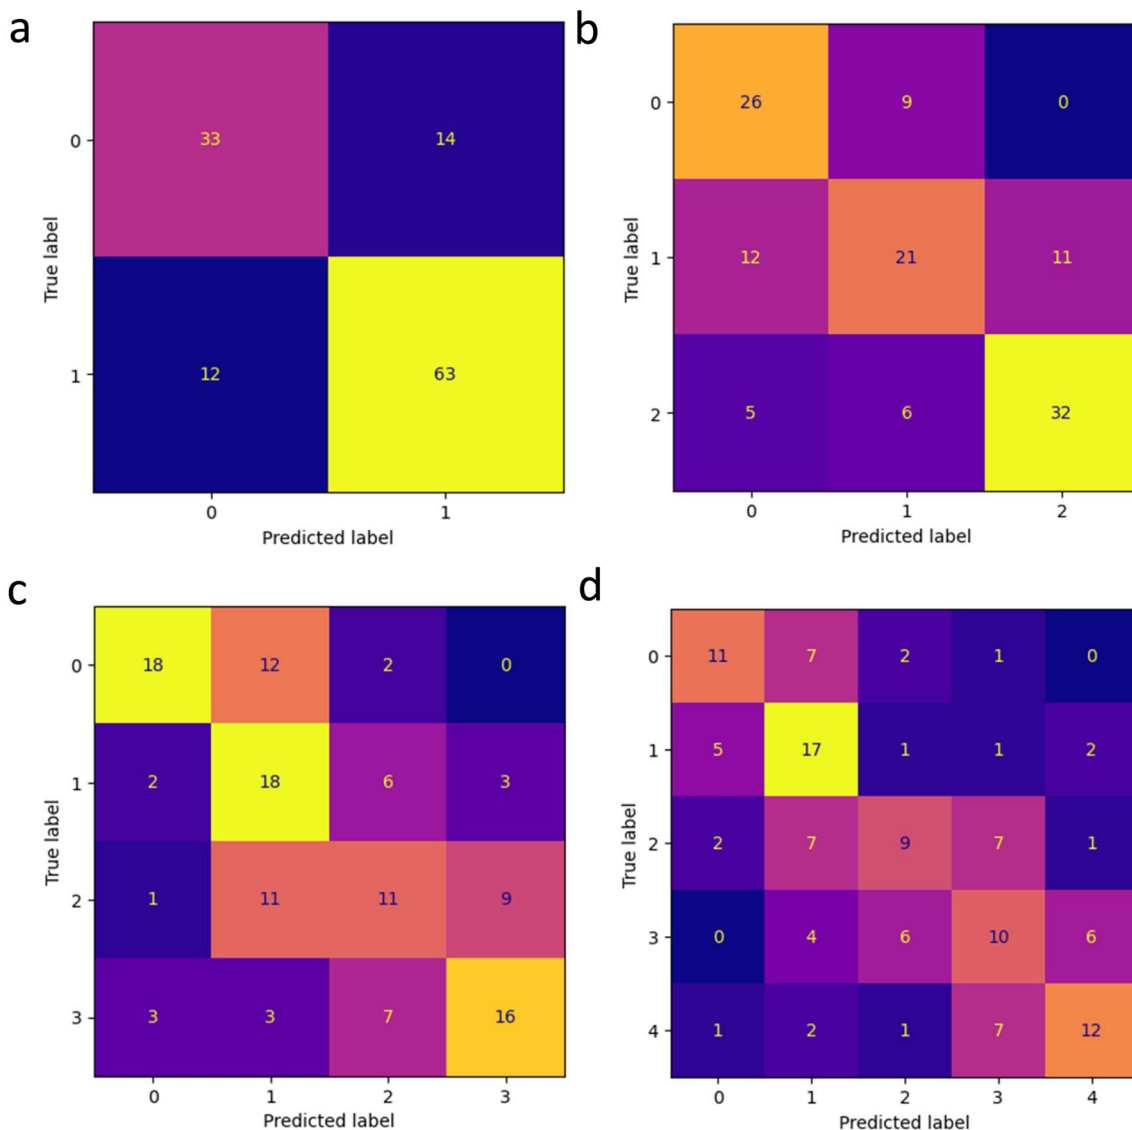 a
0 33 14
1 12 63
0 1
True label
Predicted label
b
0 26 9 0
1 12 21 11
2 5 6 32
0 1 2
True label
Predicted label
c
0 18 12 2 0
1 2 18 6 3
2 1 11 11 9
3 3 3 7 16
0 1 2 3
True label
Predicted label
d
0 11 7 2 1 0
1 5 17 1 1 2
2 2 7 9 7 1
3 0 4 6 10 6
4 1 2 1 7 12
0 1 2 3 4
True label
Predicted label